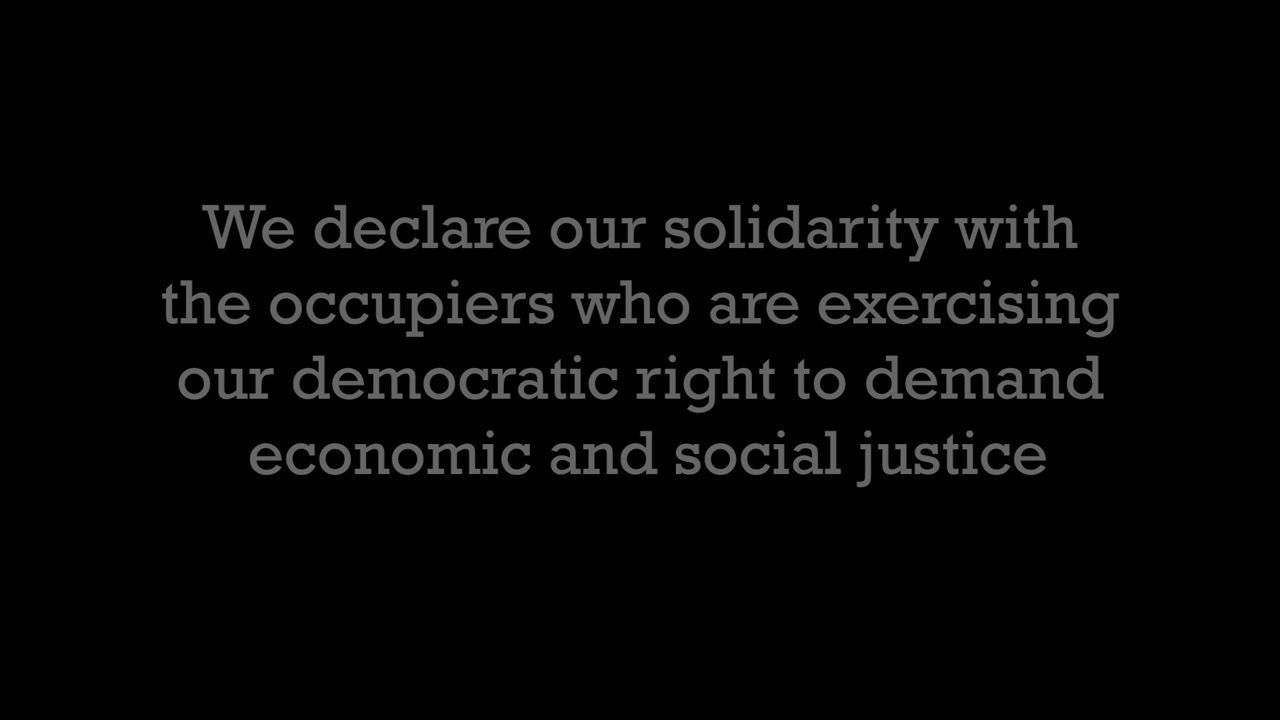 We declare our solidarity with
the occupiers who are exercising
our democratic right to demand
economic and social justice